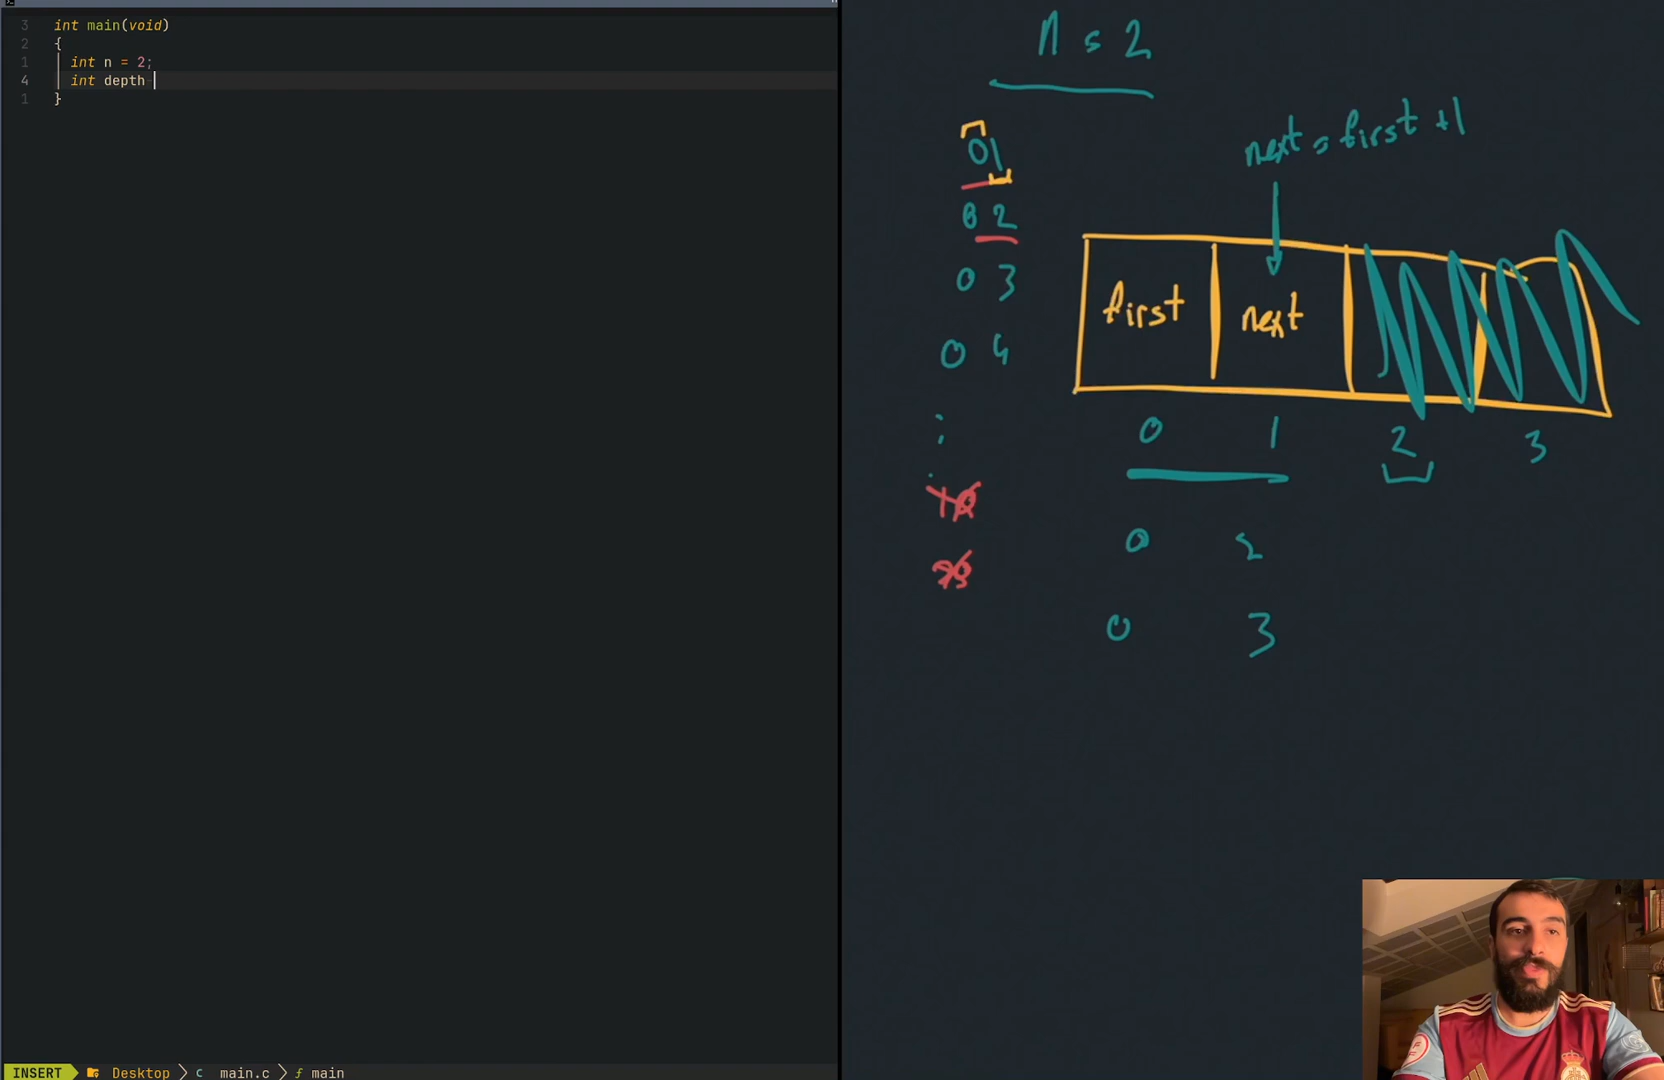 3 int main(void)
2 {
1 int n = 2;
4 int depth
1 }
INSERT Desktop > C main.c > ƒ main
n = 2
01
next = first +1
0 2
0 3
first next
0 4
0 1 2 3
:
.
10
0 2
0 3